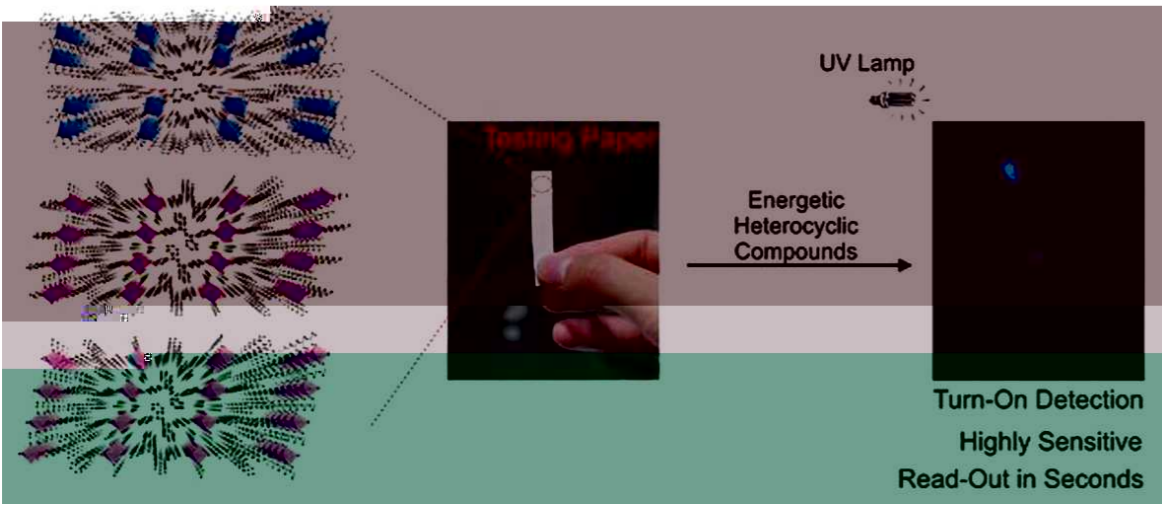 UV Lamp
Testing Paper
Energetic
Heterocyclic
Compounds
Turn-On Detection
Highly Sensitive
Read-Out in Seconds